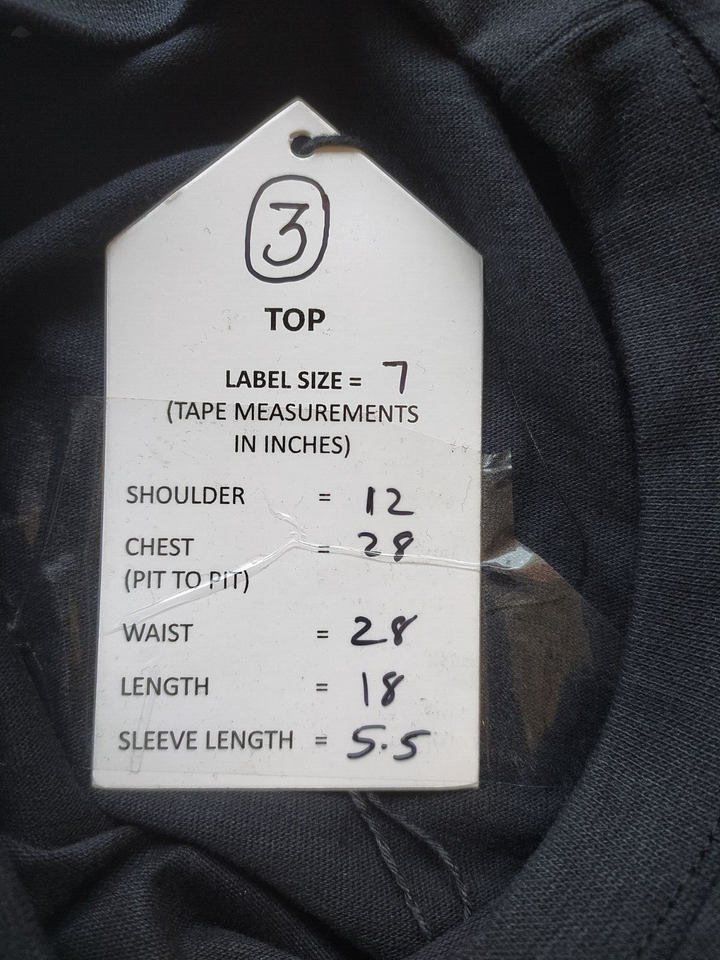 3
TOP
LABEL SIZE = 7
(TAPE MEASUREMENTS
IN INCHES)
SHOULDER = 12
CHEST = 28
(PIT TO PIT)
WAIST = 28
LENGTH = 18
SLEEVE LENGTH = 5.5